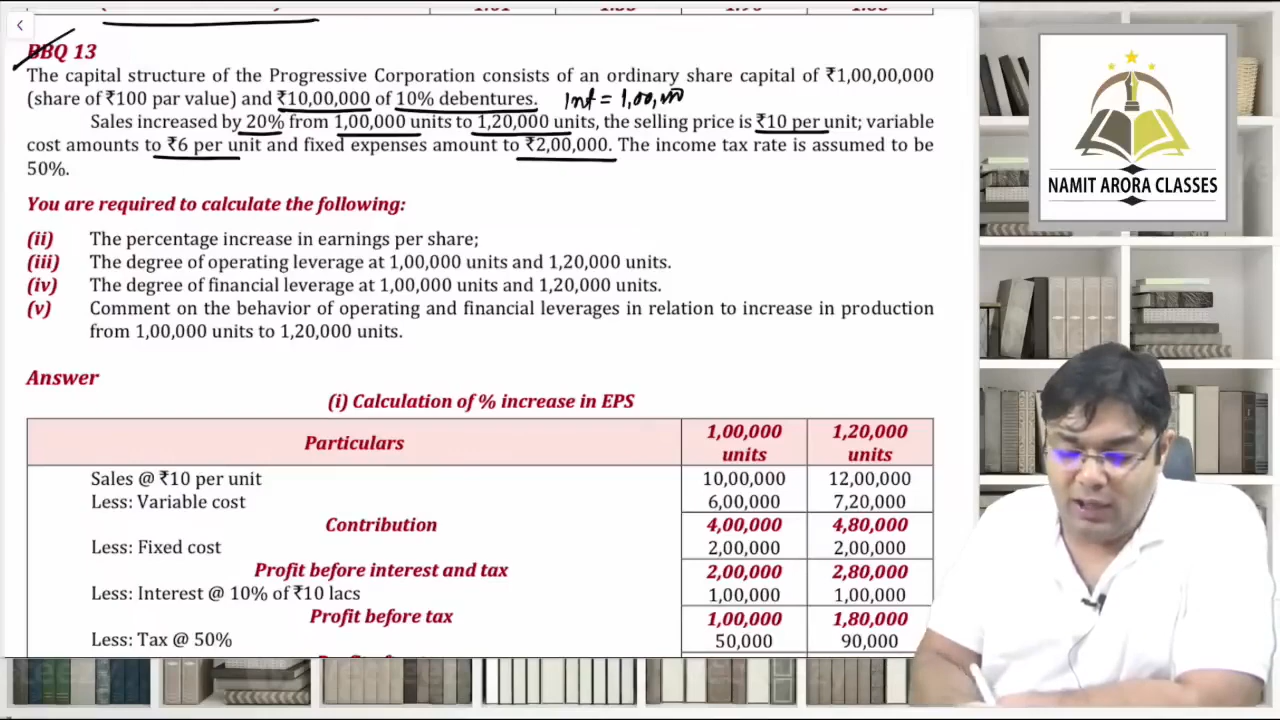 BBQ 13
The capital structure of the Progressive Corporation consists of an ordinary share capital of ₹1,00,00,000
(share of ₹100 par value) and ₹10,00,000 of 10% debentures. Int = 1,00,000
Sales increased by 20% from 1,00,000 units to 1,20,000 units, the selling price is ₹10 per unit; variable
cost amounts to ₹6 per unit and fixed expenses amount to ₹2,00,000. The income tax rate is assumed to be
50%.
You are required to calculate the following:
(ii) The percentage increase in earnings per share;
(iii) The degree of operating leverage at 1,00,000 units and 1,20,000 units.
(iv) The degree of financial leverage at 1,00,000 units and 1,20,000 units.
(v) Comment on the behavior of operating and financial leverages in relation to increase in production
from 1,00,000 units to 1,20,000 units.
Answer
(i) Calculation of % increase in EPS
Particulars 1,00,000 units 1,20,000 units
Sales @ ₹10 per unit 10,00,000 12,00,000
Less: Variable cost 6,00,000 7,20,000
Contribution 4,00,000 4,80,000
Less: Fixed cost 2,00,000 2,00,000
Profit before interest and tax 2,00,000 2,80,000
Less: Interest @ 10% of ₹10 lacs 1,00,000 1,00,000
Profit before tax 1,00,000 1,80,000
Less: Tax @ 50% 50,000 90,000
NAMIT ARORA CLASSES